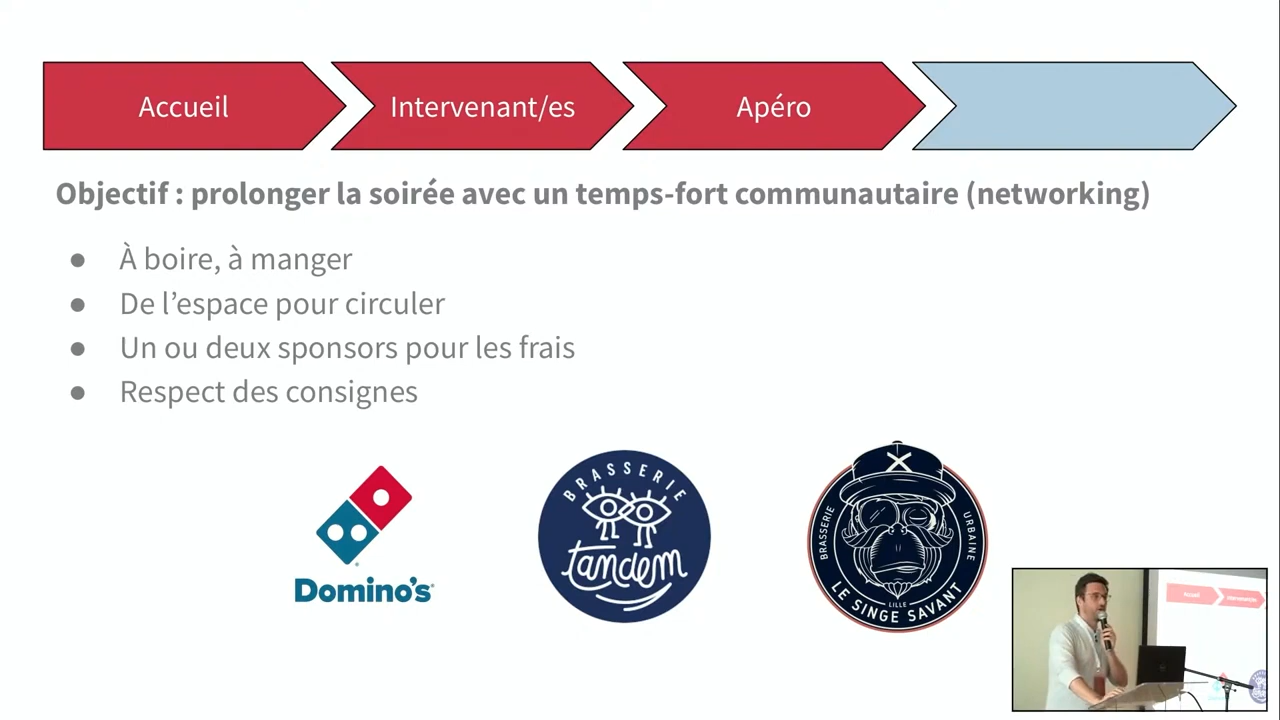 Accueil
Intervenant/es
Apéro
Objectif : prolonger la soirée avec un temps-fort communautaire (networking)
● À boire, à manger
● De l’espace pour circuler
● Un ou deux sponsors pour les frais
● Respect des consignes
Domino's
BRASSERIE
tandem
BRASSERIE
URBAINE
LILLE
LE SINGE SAVANT
Accueil